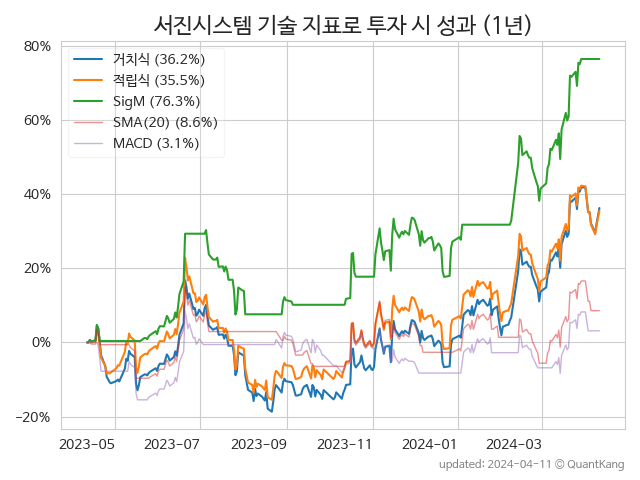 서진시스템 기술 지표로 투자 시 성과 (1년)
80%
60%
40%
20%
0%
−20%
거치식 (36.2%)
적립식 (35.5%)
SigM (76.3%)
SMA(20) (8.6%)
MACD (3.1%)
2023-05 2023-07 2023-09 2023-11 2024-01 2024-03
updated: 2024-04-11 © QuantKang